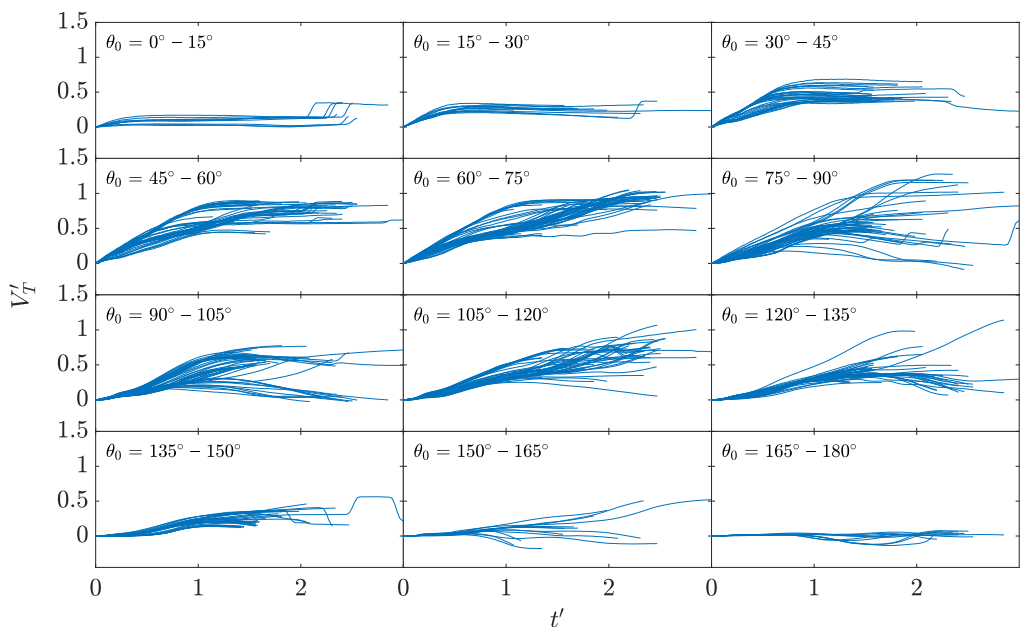 1.5
θ₀ = 0° − 15°
θ₀ = 15° − 30°
θ₀ = 30° − 45°
1
0.5
0
1.5
θ₀ = 45° − 60°
θ₀ = 60° − 75°
θ₀ = 75° − 90°
1
0.5
0
V′_T
1.5
θ₀ = 90° − 105°
θ₀ = 105° − 120°
θ₀ = 120° − 135°
1
0.5
0
1.5
θ₀ = 135° − 150°
θ₀ = 150° − 165°
θ₀ = 165° − 180°
1
0.5
0
0 1 2 0 1 2 0 1 2 3
t′